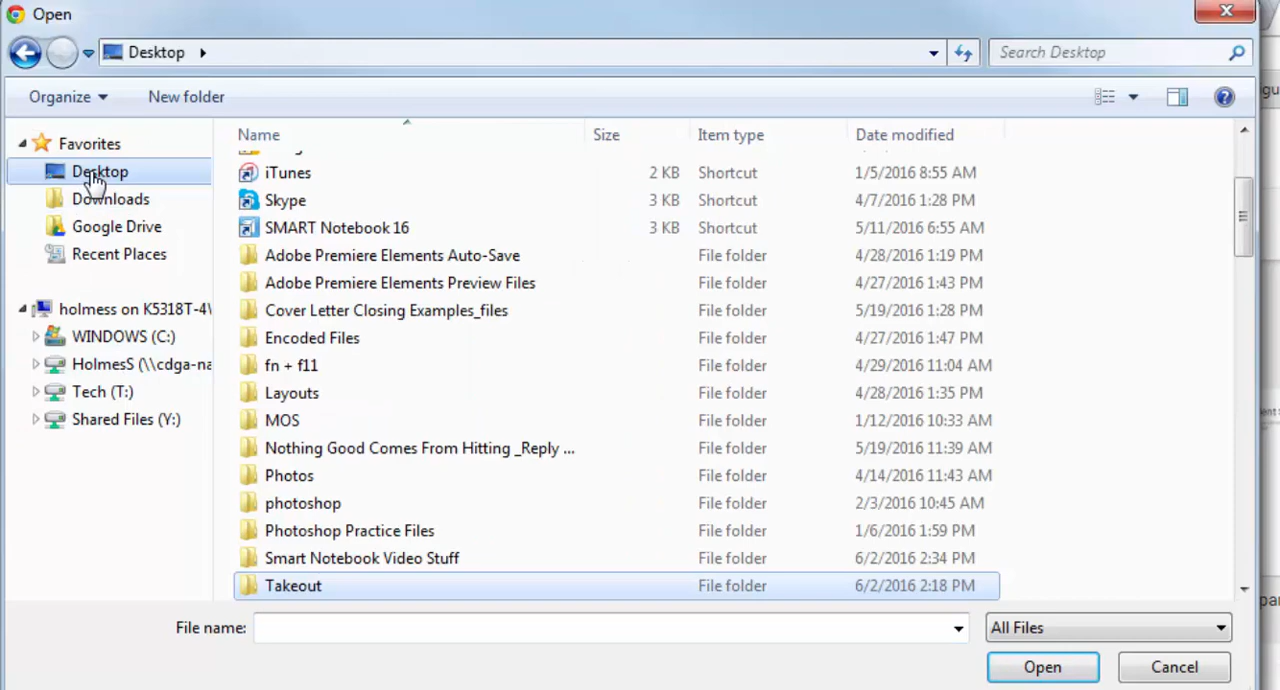 Open
Desktop
Search Desktop
Organize New folder
Name Size Item type Date modified
Favorites
Desktop
Downloads
Google Drive
Recent Places
holmess on K5318T-4\
WINDOWS (C:)
HolmesS (\\cdga-na
Tech (T:)
Shared Files (Y:)
iTunes 2 KB Shortcut 1/5/2016 8:55 AM
Skype 3 KB Shortcut 4/7/2016 1:28 PM
SMART Notebook 16 3 KB Shortcut 5/11/2016 6:55 AM
Adobe Premiere Elements Auto-Save File folder 4/28/2016 1:19 PM
Adobe Premiere Elements Preview Files File folder 4/27/2016 1:43 PM
Cover Letter Closing Examples_files File folder 5/19/2016 1:28 PM
Encoded Files File folder 4/27/2016 1:47 PM
fn + f11 File folder 4/29/2016 11:04 AM
Layouts File folder 4/28/2016 1:35 PM
MOS File folder 1/12/2016 10:33 AM
Nothing Good Comes From Hitting _Reply ... File folder 5/19/2016 11:39 AM
Photos File folder 4/14/2016 11:43 AM
photoshop File folder 2/3/2016 10:45 AM
Photoshop Practice Files File folder 1/6/2016 1:59 PM
Smart Notebook Video Stuff File folder 6/2/2016 2:34 PM
Takeout File folder 6/2/2016 2:18 PM
File name: All Files
Open Cancel